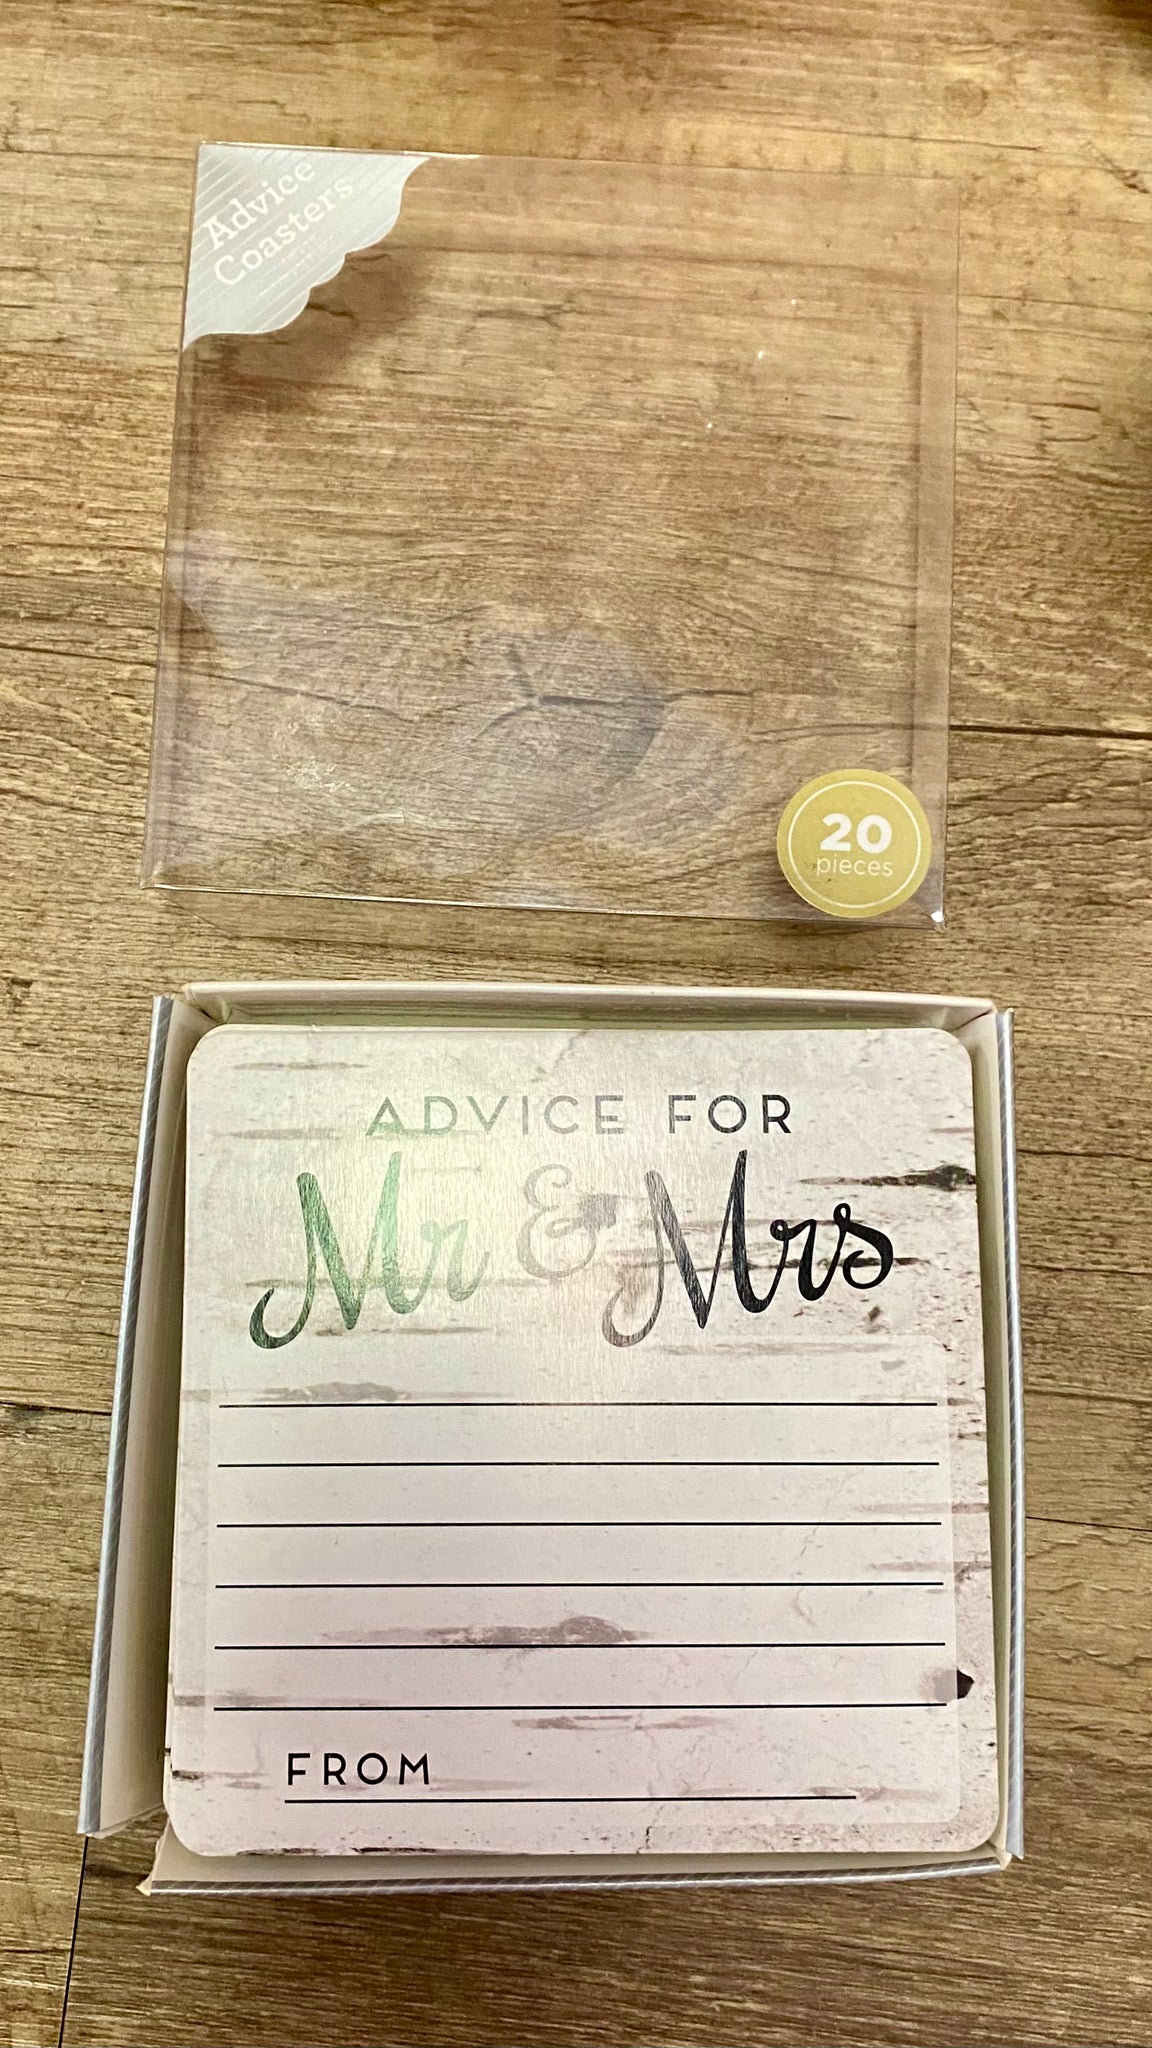 Advice
Coasters
20
pieces
ADVICE FOR
Mr & Mrs
FROM